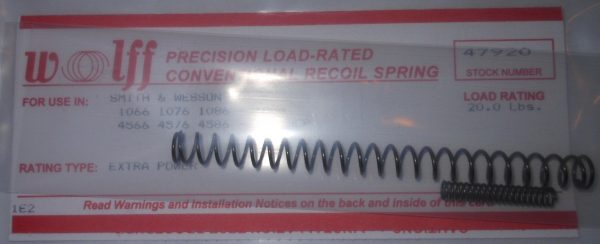 wolff PRECISION LOAD-RATED
CONVENTIONAL RECOIL SPRING
47920
STOCK NUMBER
FOR USE IN: SMITH & WESSON
1066 1076 1086
4566 4576 4586
LOAD RATING
20.0 Lbs.
RATING TYPE: EXTRA POWER
Read Warnings and Installation Notices on the back and inside of this card
1E2